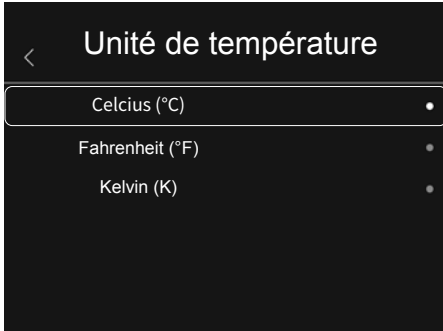 Unité de température
Celcius (°C)
Fahrenheit (°F)
Kelvin (K)